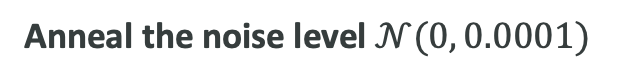 Anneal the noise level 𝒩(0, 0.0001)